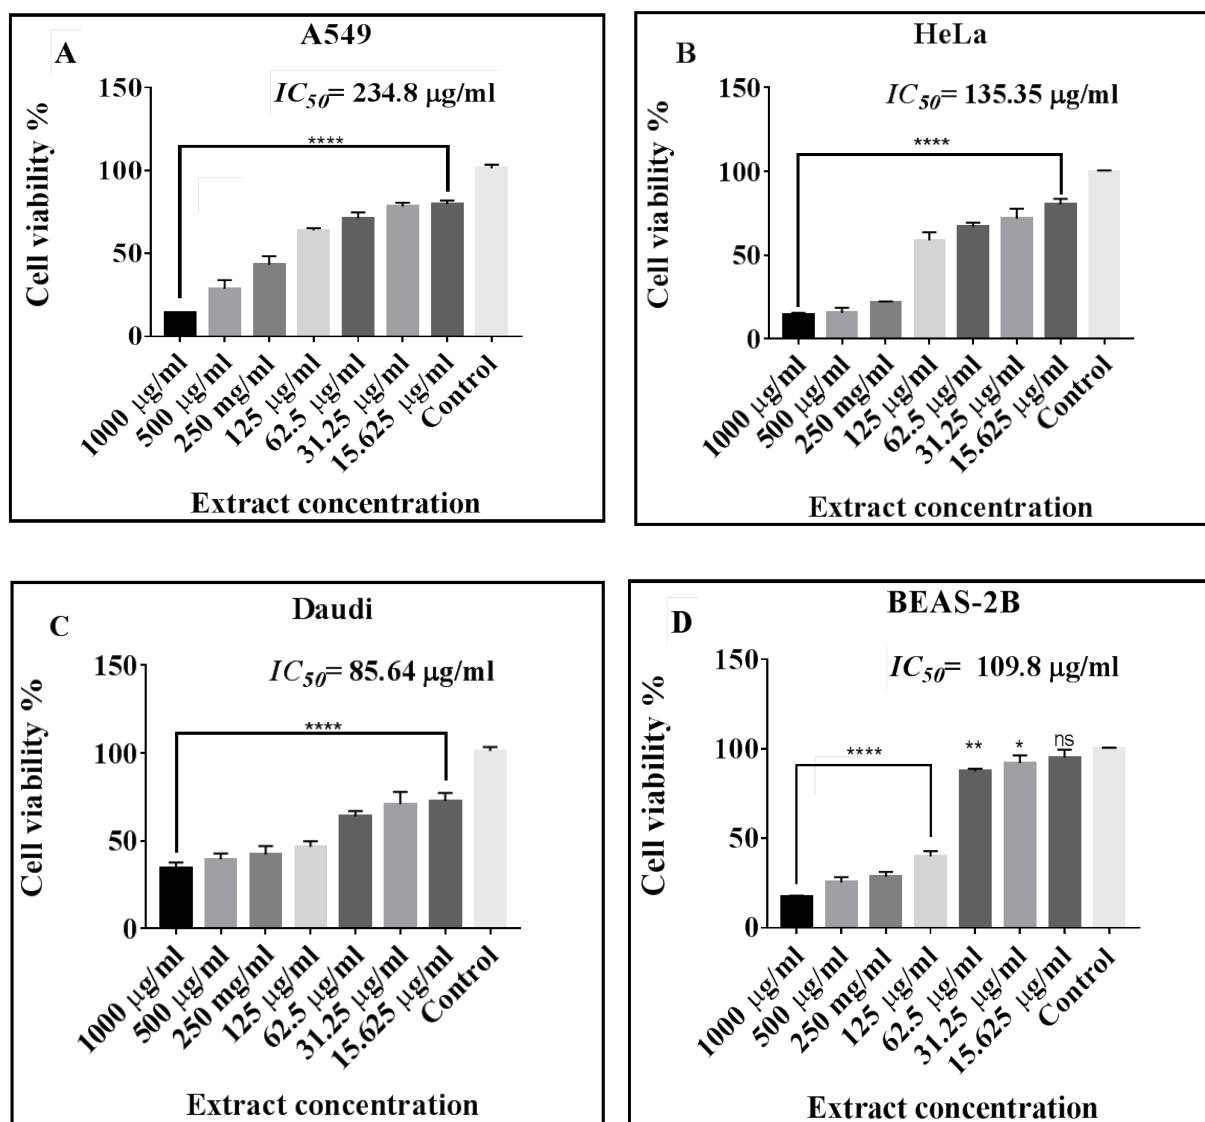 A
A549
IC50= 234.8 µg/ml
****
Cell viability %
150
100
50
0
1000 µg/ml
500 µg/ml
250 mg/ml
125 µg/ml
62.5 µg/ml
31.25 µg/ml
15.625 µg/ml
Control
Extract concentration
B
HeLa
IC50= 135.35 µg/ml
****
Cell viability %
150
100
50
0
1000 µg/ml
500 µg/ml
250 mg/ml
125 µg/ml
62.5 µg/ml
31.25 µg/ml
15.625 µg/ml
Control
Extract concentration
C
Daudi
IC50= 85.64 µg/ml
****
Cell viability %
150
100
50
0
1000 µg/ml
500 µg/ml
250 mg/ml
125 µg/ml
62.5 µg/ml
31.25 µg/ml
15.625 µg/ml
Control
Extract concentration
D
BEAS-2B
IC50= 109.8 µg/ml
**** ** * ns
Cell viability %
150
100
50
0
1000 µg/ml
500 µg/ml
250 mg/ml
125 µg/ml
62.5 µg/ml
31.25 µg/ml
15.625 µg/ml
Control
Extract concentration